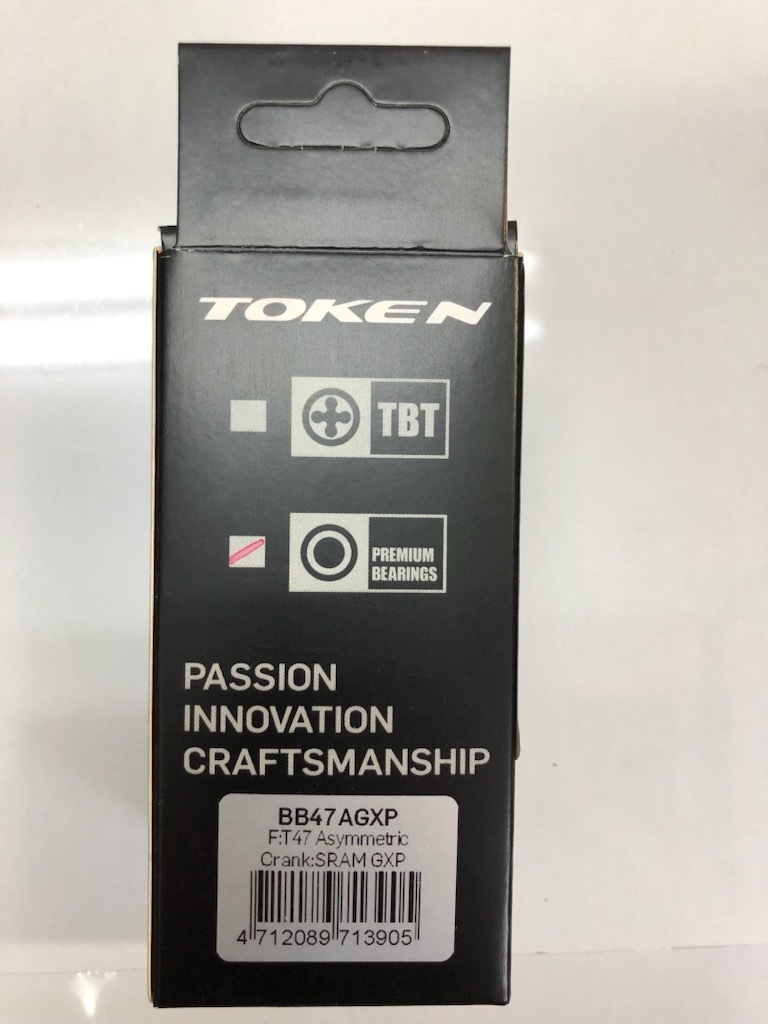 TOKEN
TBT
PREMIUM
BEARINGS
PASSION
INNOVATION
CRAFTSMANSHIP
BB47AGXP
F:T47 Asymmetric
Crank:SRAM GXP
4 712089 713905